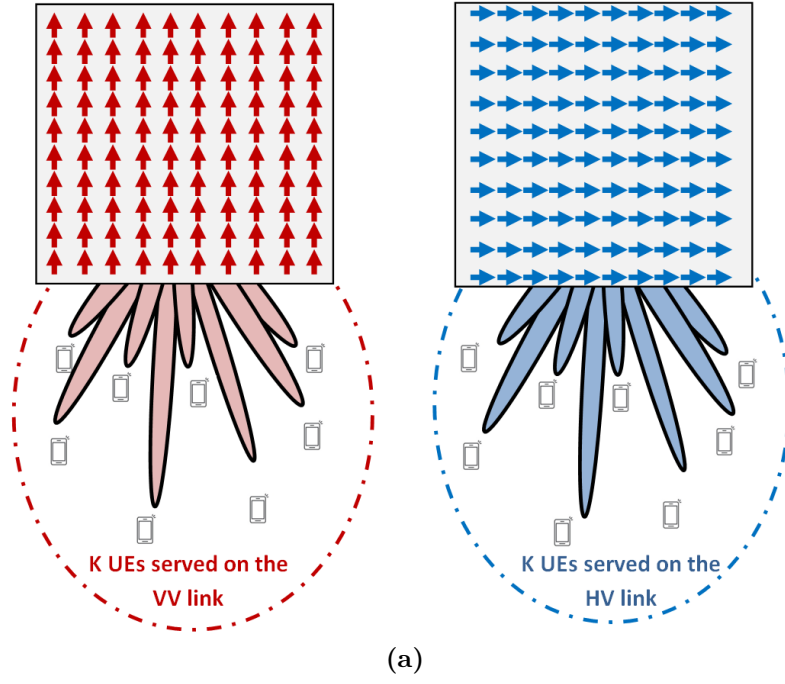 K UEs served on the
VV link
K UEs served on the
HV link
(a)